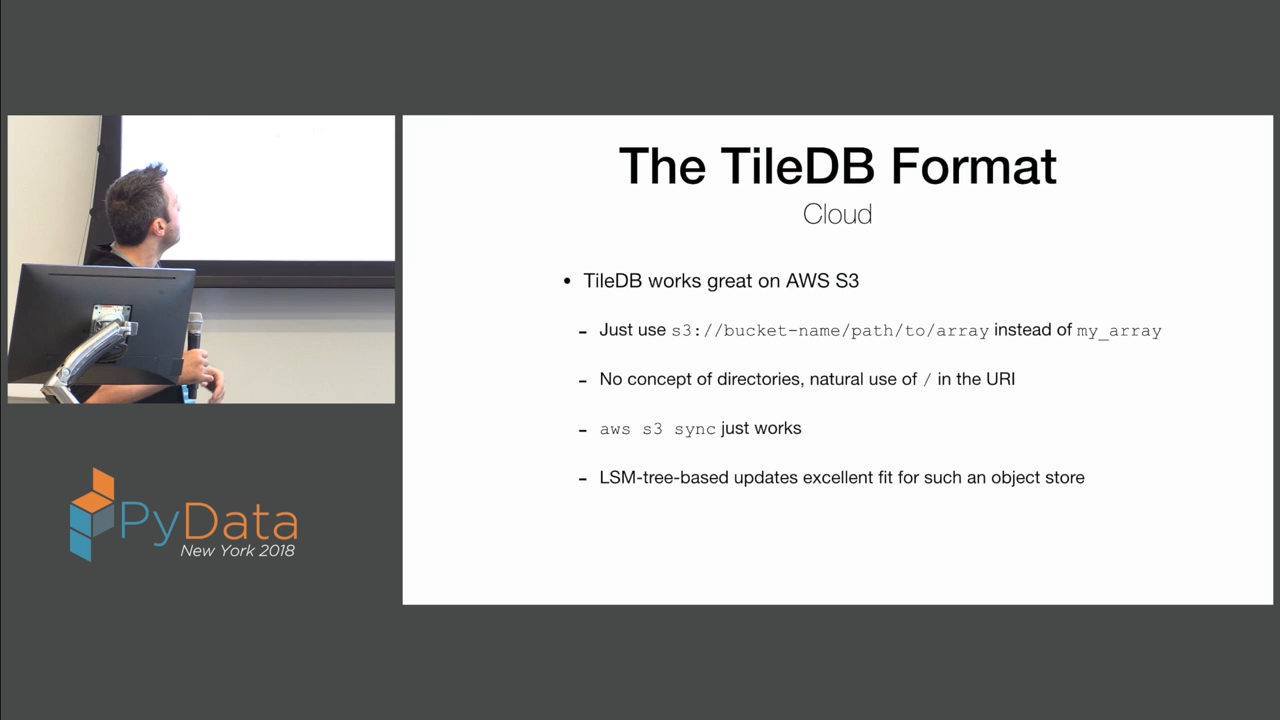 The TileDB Format
Cloud
• TileDB works great on AWS S3
- Just use s3://bucket-name/path/to/array instead of my_array
- No concept of directories, natural use of / in the URI
- aws s3 sync just works
- LSM-tree-based updates excellent fit for such an object store
PyData
New York 2018